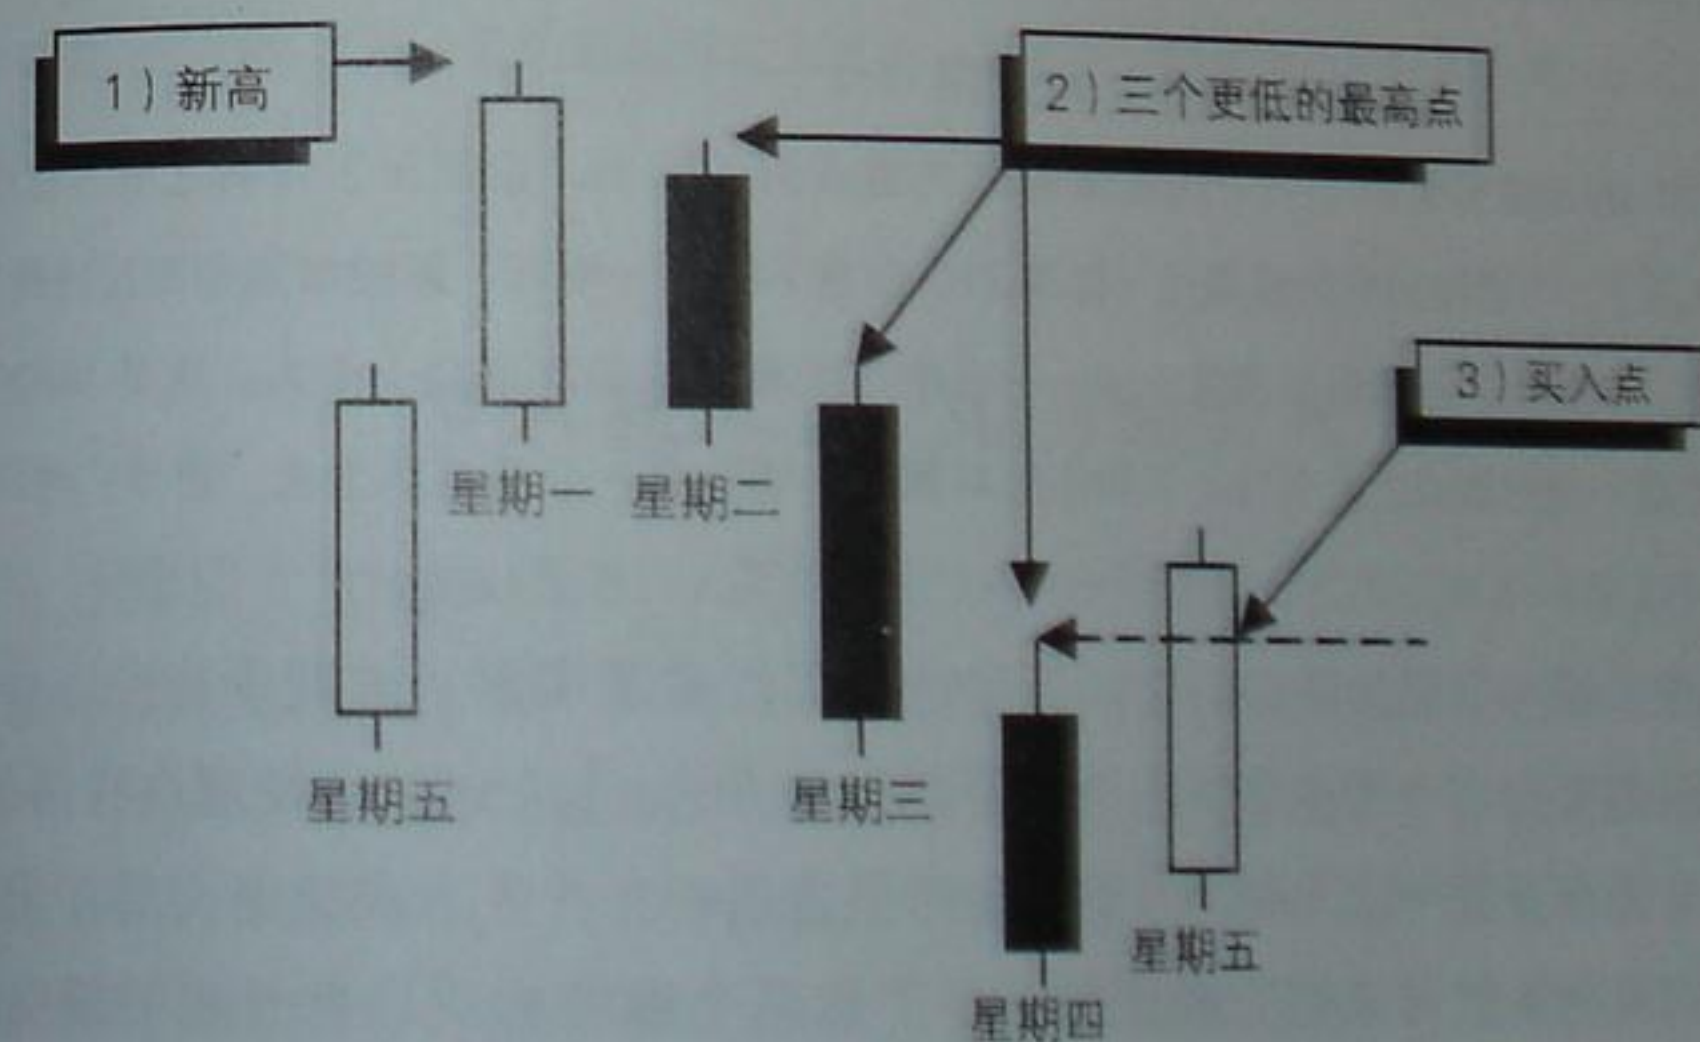 1）新高
2）三个更低的最高点
3）买入点
星期一
星期二
星期五
星期三
星期五
星期四